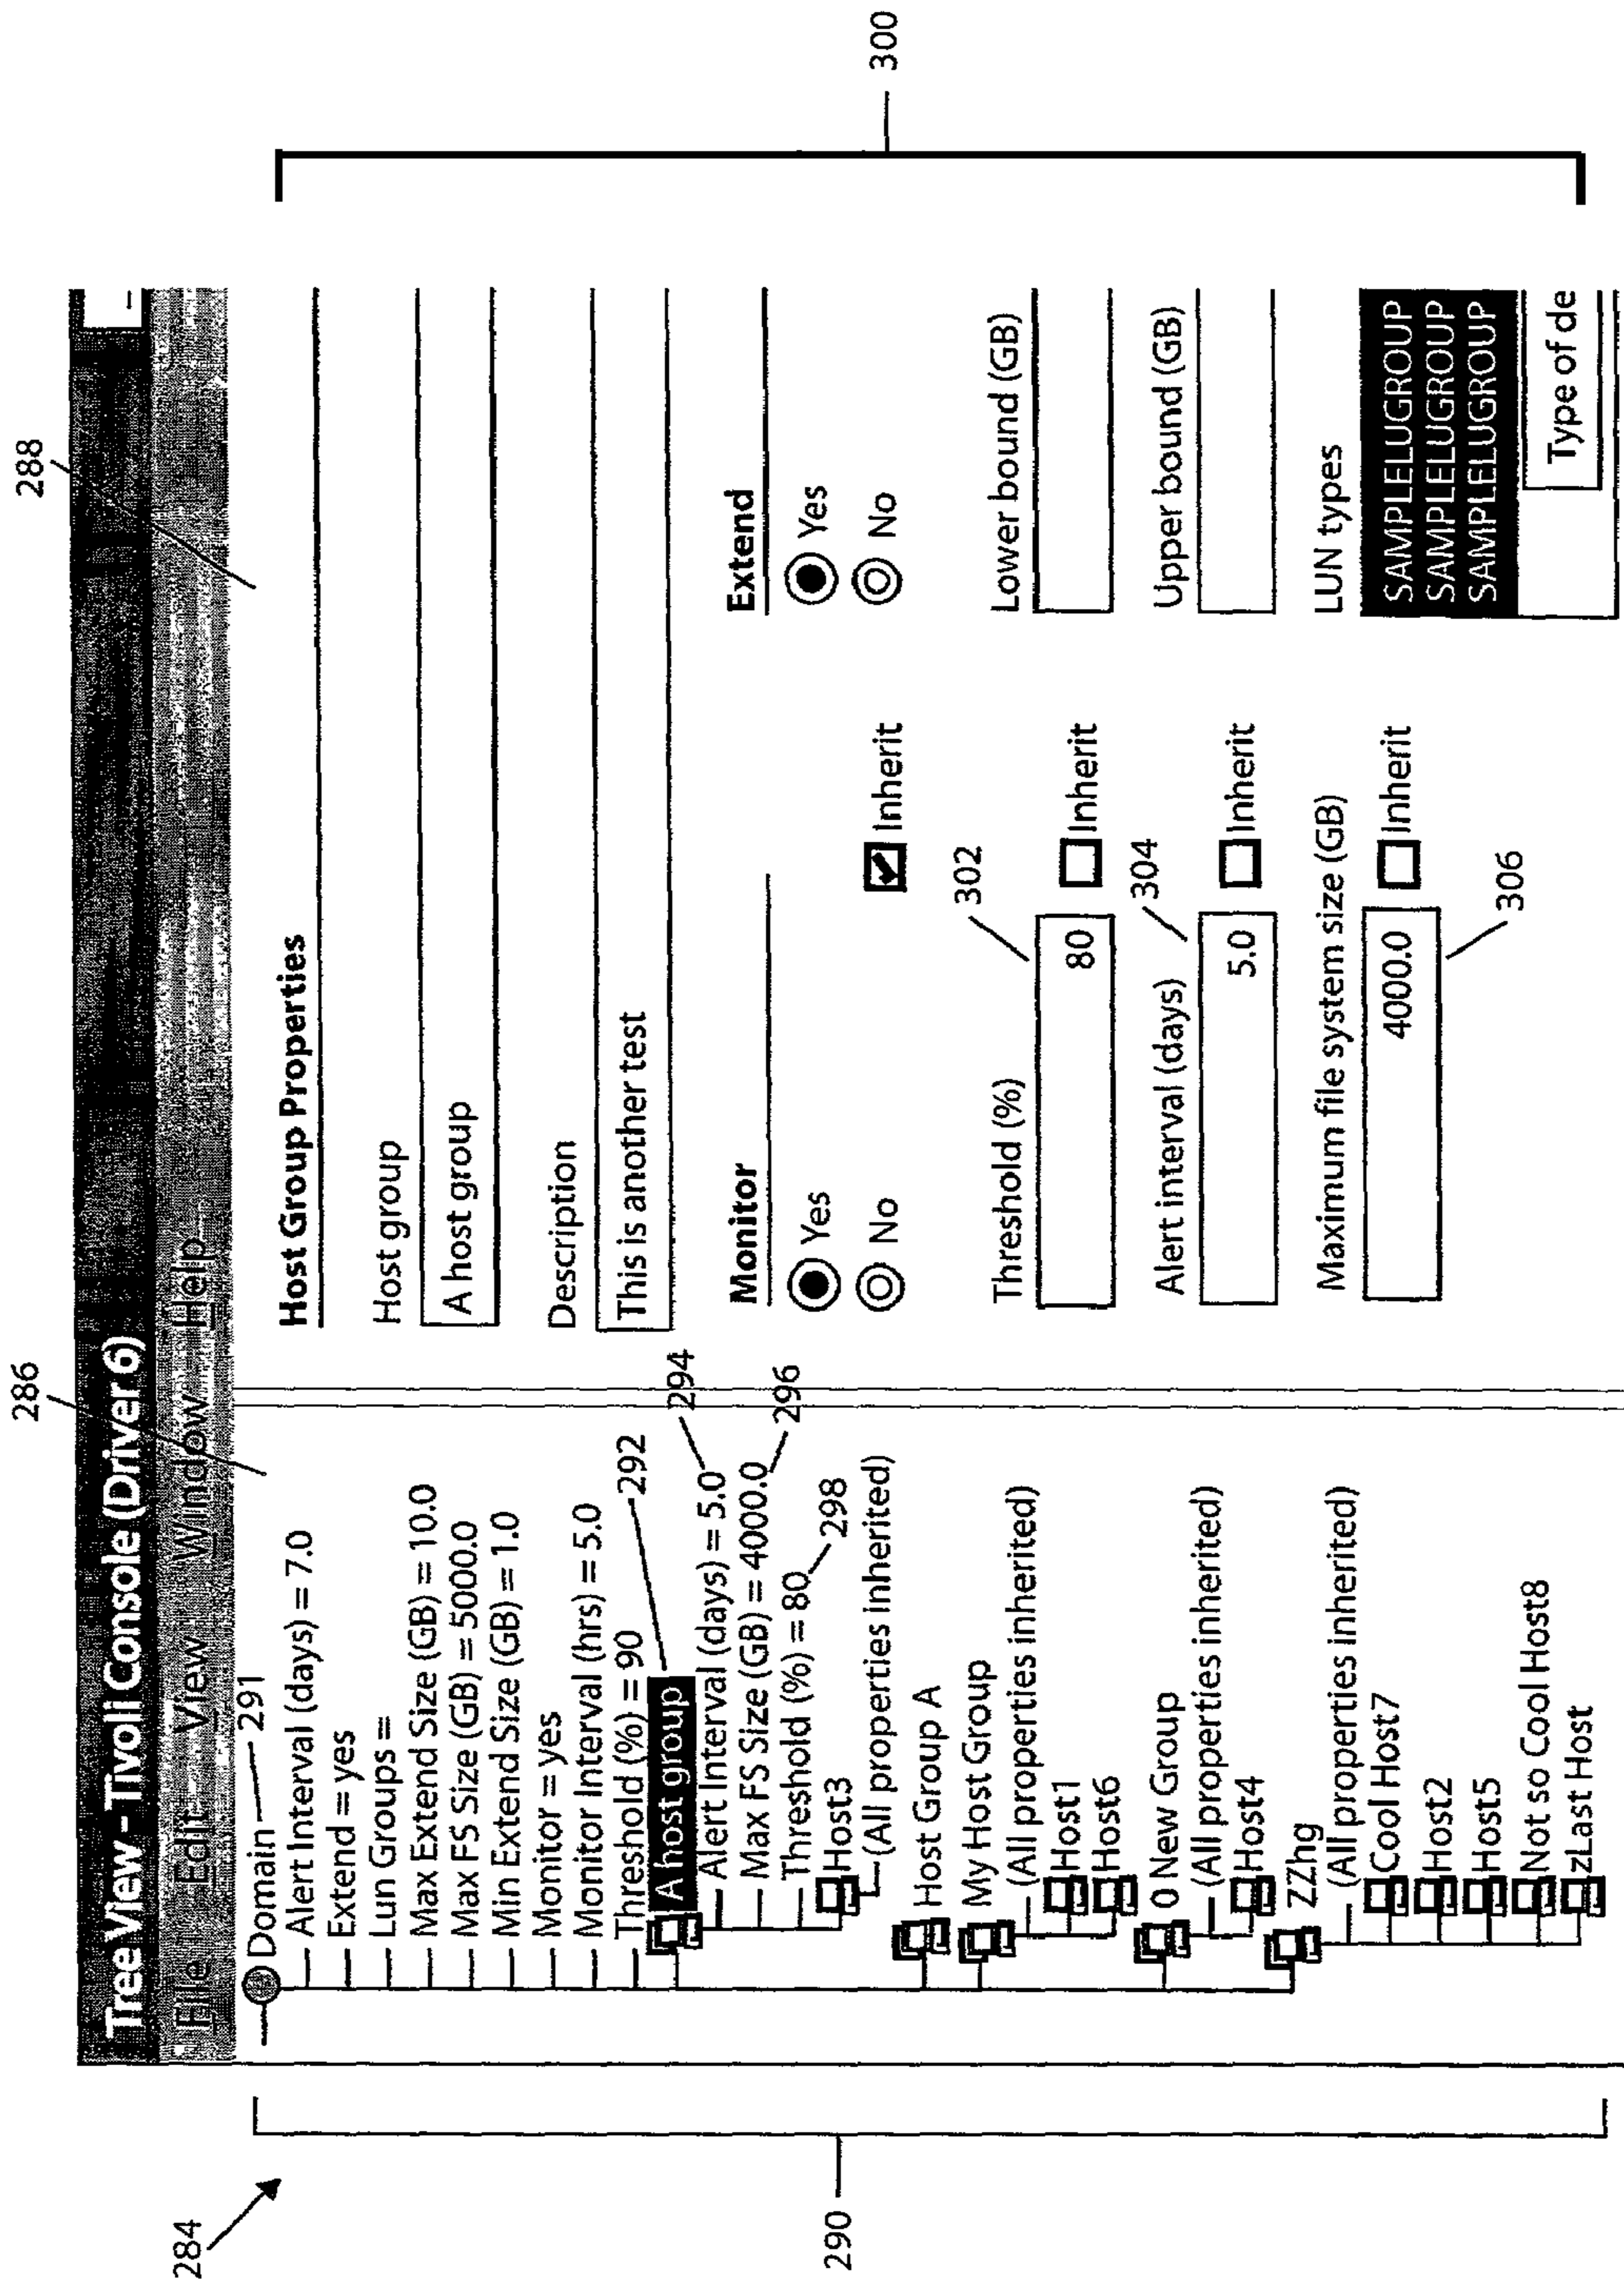 284
286
288
Tree View - Tivoli Console (Driver 6)
File Edit View Window Help
290
Domain 291
Alert Interval (days) = 7.0
Extend = yes
Lun Groups =
Max Extend Size (GB) = 10.0
Max FS Size (GB) = 5000.0
Min Extend Size (GB) = 1.0
Monitor = yes
Monitor Interval (hrs) = 5.0
Threshold (%) = 90
A host group 292
Alert Interval (days) = 5.0 294
Max FS Size (GB) = 4000.0 296
Threshold (%) = 80 298
Host3
(All properties inherited)
Host Group A
My Host Group
(All properties inherited)
Host1
Host6
0 New Group
(All properties inherited)
Host4
ZZhg
(All properties inherited)
Cool Host7
Host2
Host5
Not so Cool Host8
zLast Host
Host Group Properties
Host group
A host group
Description
This is another test
Monitor
Yes
No
Inherit
Threshold (%)
302
80
Inherit
Alert interval (days)
304
5.0
Inherit
Maximum file system size (GB)
4000.0
Inherit
306
Extend
Yes
No
Lower bound (GB)
Upper bound (GB)
LUN types
SAMPLELUGROUP
SAMPLELUGROUP
SAMPLELUGROUP
Type of de
300